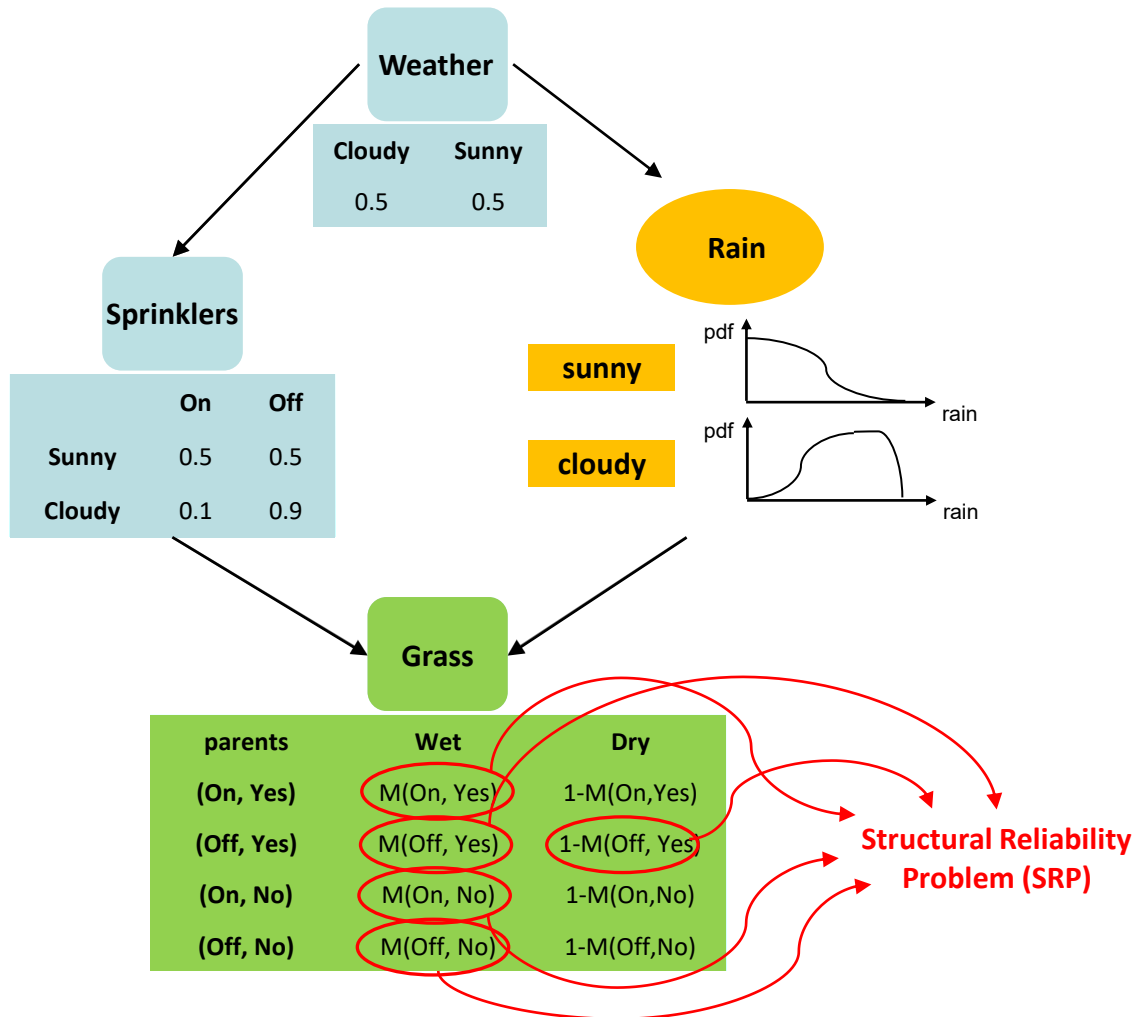 Weather
Cloudy Sunny
0.5 0.5
Rain
Sprinklers
On Off
Sunny 0.5 0.5
Cloudy 0.1 0.9
sunny
pdf
rain
cloudy
pdf
rain
Grass
parents Wet Dry
(On, Yes) M(On, Yes) 1-M(On,Yes)
(Off, Yes) M(Off, Yes) 1-M(Off, Yes)
(On, No) M(On, No) 1-M(On,No)
(Off, No) M(Off, No) 1-M(Off,No)
Structural Reliability
Problem (SRP)